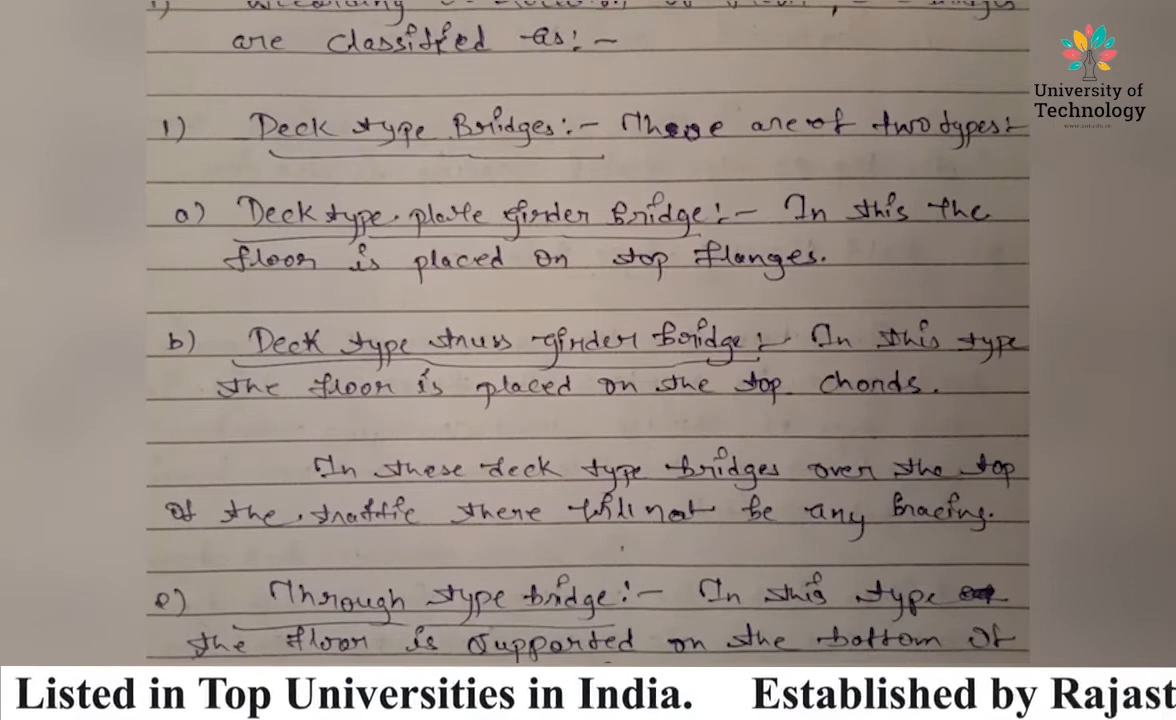 are classified as:-
University of
Technology
1) Deck type Bridges:- These are of two types:
a) Deck type plate girder bridge:- In this the
floor is placed on top flanges.
b) Deck type truss girder bridge:- In this type
the floor is placed on the top chords.
In these deck type bridges over the top
of the traffic there will not be any bracing.
2) Through type bridge:- In this type
the floor is supported on the bottom of
Listed in Top Universities in India. Established by Rajast